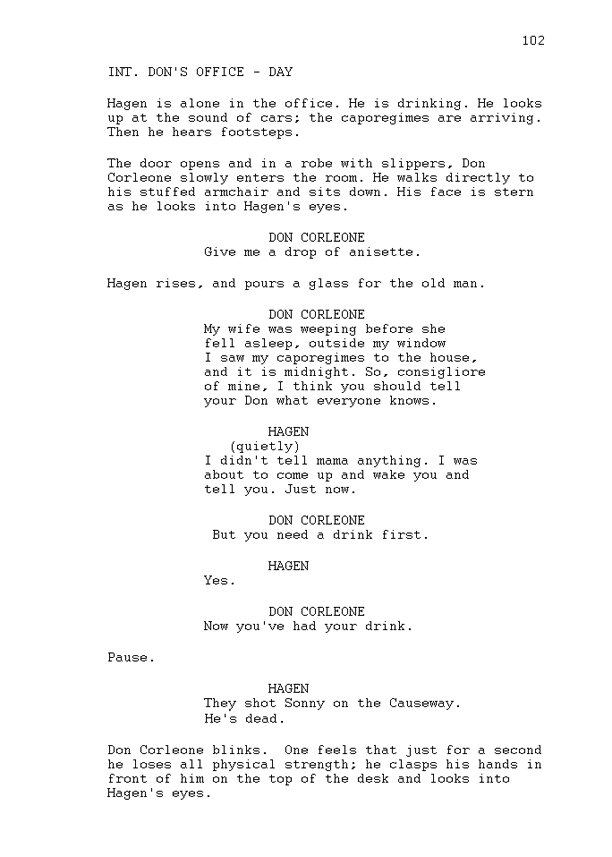 102
INT. DON'S OFFICE - DAY
Hagen is alone in the office. He is drinking. He looks
up at the sound of cars; the caporegimes are arriving.
Then he hears footsteps.
The door opens and in a robe with slippers, Don
Corleone slowly enters the room. He walks directly to
his stuffed armchair and sits down. His face is stern
as he looks into Hagen's eyes.
DON CORLEONE
Give me a drop of anisette.
Hagen rises, and pours a glass for the old man.
DON CORLEONE
My wife was weeping before she
fell asleep, outside my window
I saw my caporegimes to the house,
and it is midnight. So, consigliore
of mine, I think you should tell
your Don what everyone knows.
HAGEN
(quietly)
I didn't tell mama anything. I was
about to come up and wake you and
tell you. Just now.
DON CORLEONE
But you need a drink first.
HAGEN
Yes.
DON CORLEONE
Now you've had your drink.
Pause.
HAGEN
They shot Sonny on the Causeway.
He's dead.
Don Corleone blinks.  One feels that just for a second
he loses all physical strength; he clasps his hands in
front of him on the top of the desk and looks into
Hagen's eyes.